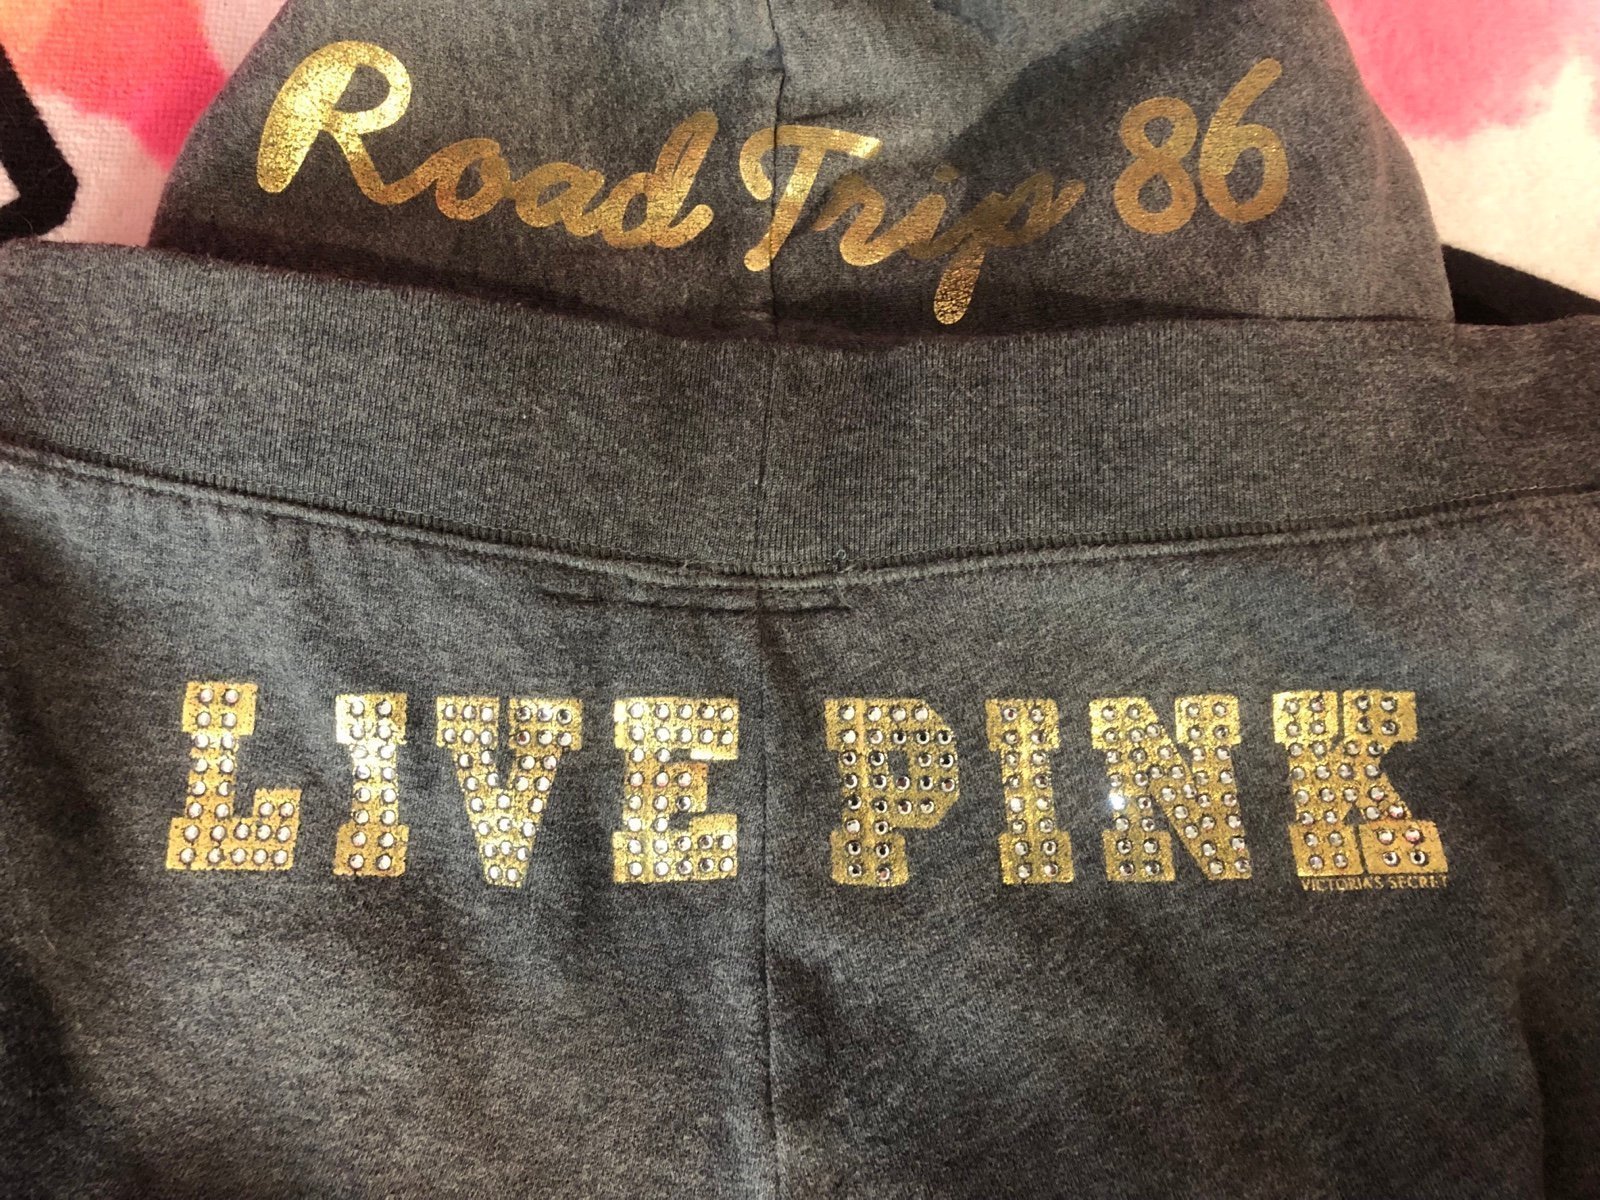 Road Trip 86
LIVE PINK
VICTORIA'S SECRET